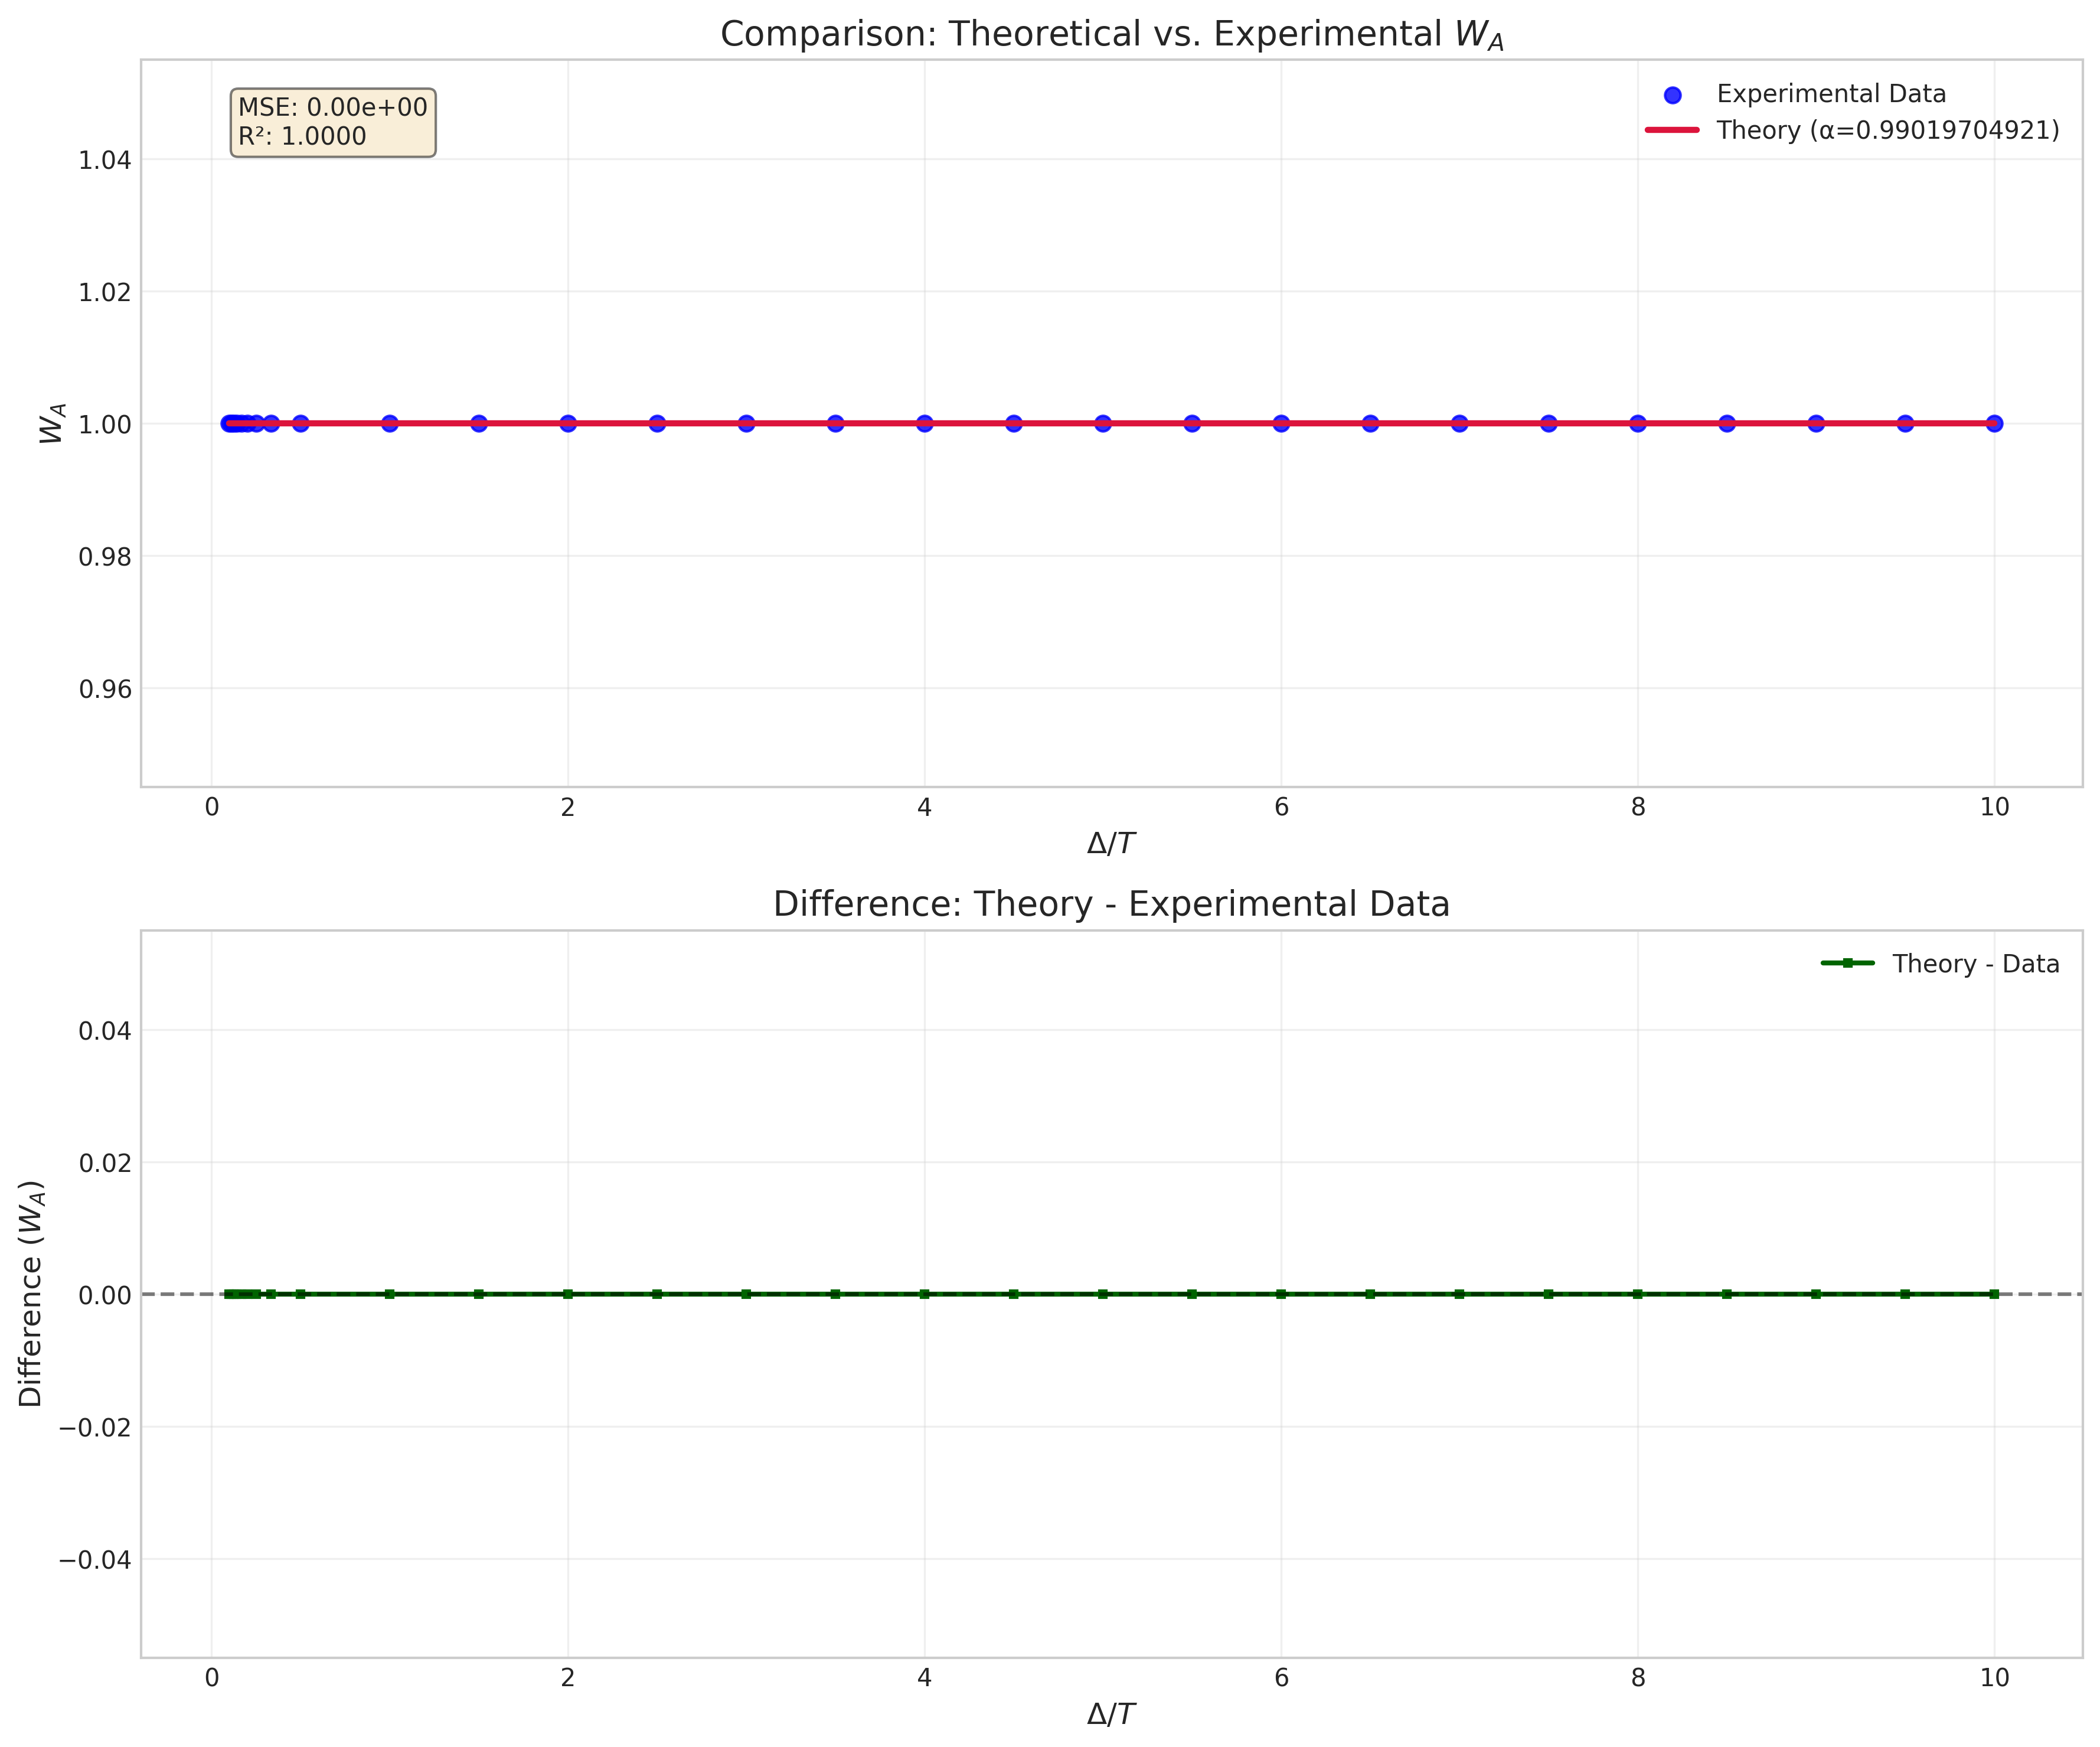 Comparison: Theoretical vs. Experimental W_A
MSE: 0.00e+00
R²: 1.0000
Experimental Data
Theory (α=0.99019704921)
1.04
1.02
1.00
0.98
0.96
W_A
0 2 4 6 8 10
Δ/T
Difference: Theory - Experimental Data
Theory - Data
0.04
0.02
0.00
−0.02
−0.04
Difference (W_A)
0 2 4 6 8 10
Δ/T